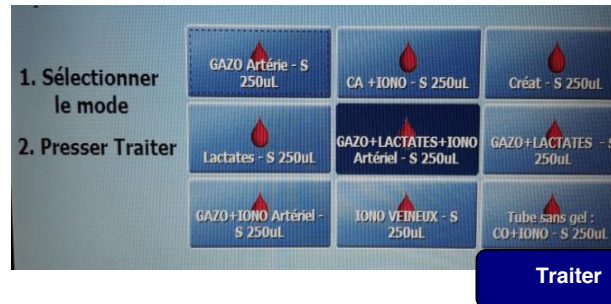 1. Sélectionner
le mode
2. Presser Traiter
GAZO Artérie - S
250uL
CA +IONO - S 250uL
Créat - S 250uL
Lactates - S 250uL
GAZO+LACTATES+IONO
Artériel - S 250uL
GAZO+LACTATES - S
250uL
GAZO+IONO Artériel -
S 250uL
IONO VEINEUX - S
250uL
Tube sans gel :
CO+IONO - S 250uL
Traiter